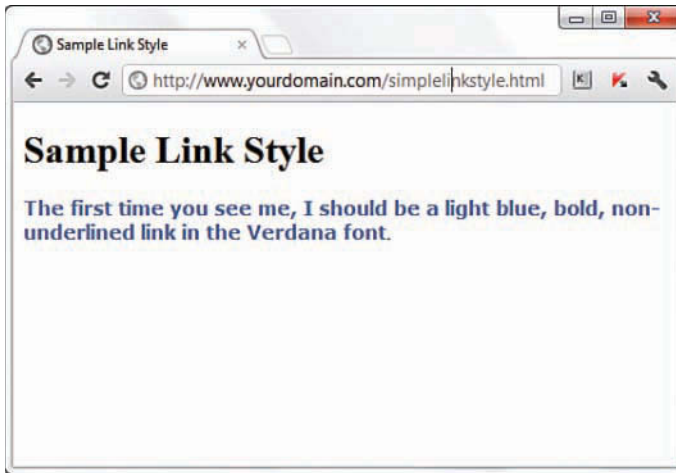 Sample Link Style
http://www.yourdomain.com/simplelinkstyle.html
Sample Link Style
The first time you see me, I should be a light blue, bold, non-
underlined link in the Verdana font.